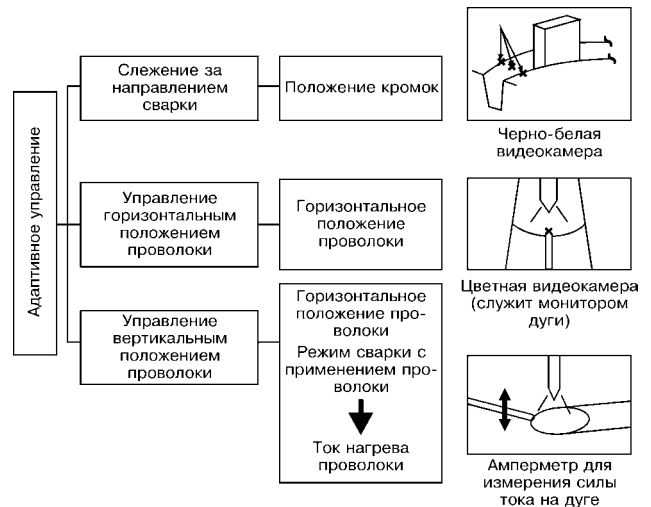 Адаптивное управление
Слежение за
направлением
сварки
Положение кромок
Черно-белая
видеокамера
Управление
горизонтальным
положением
проволоки
Горизонтальное
положение
проволоки
Цветная видеокамера
(служит монитором
дуги)
Управление
вертикальным
положением
проволоки
Горизонтальное
положение про-
волоки
Режим сварки с
применением про-
волоки
Ток нагрева
проволоки
Амперметр для
измерения силы
тока на дуге